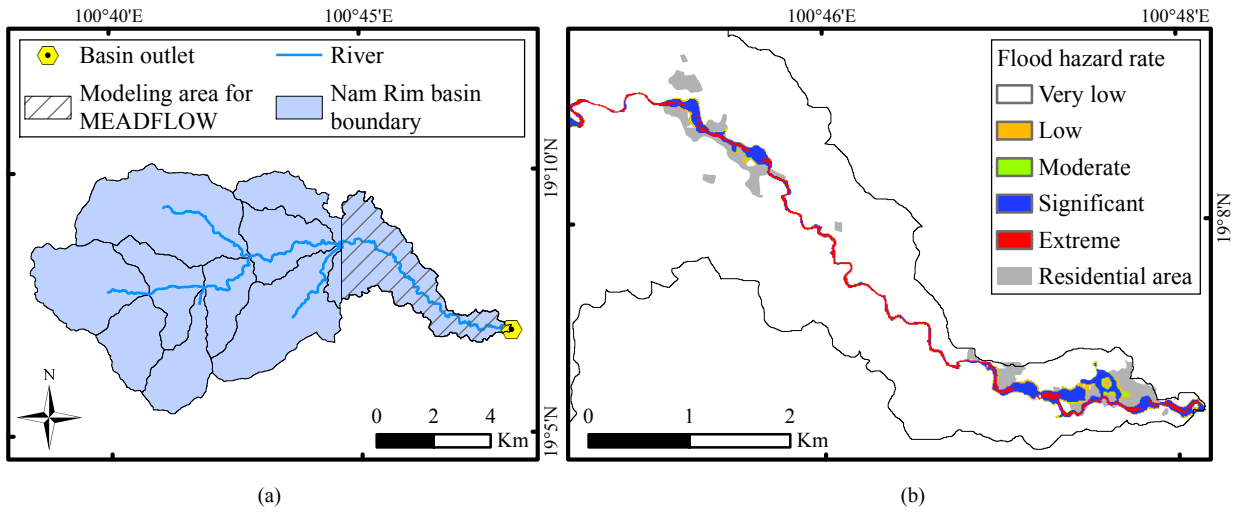 100°40'E
100°45'E
Basin outlet
River
Modeling area for
MEADFLOW
Nam Rim basin
boundary
19°10'N
19°5'N
N
0
2
4
Km
(a)
100°46'E
100°48'E
Flood hazard rate
Very low
Low
Moderate
Significant
Extreme
Residential area
19°8'N
0
1
2
Km
(b)